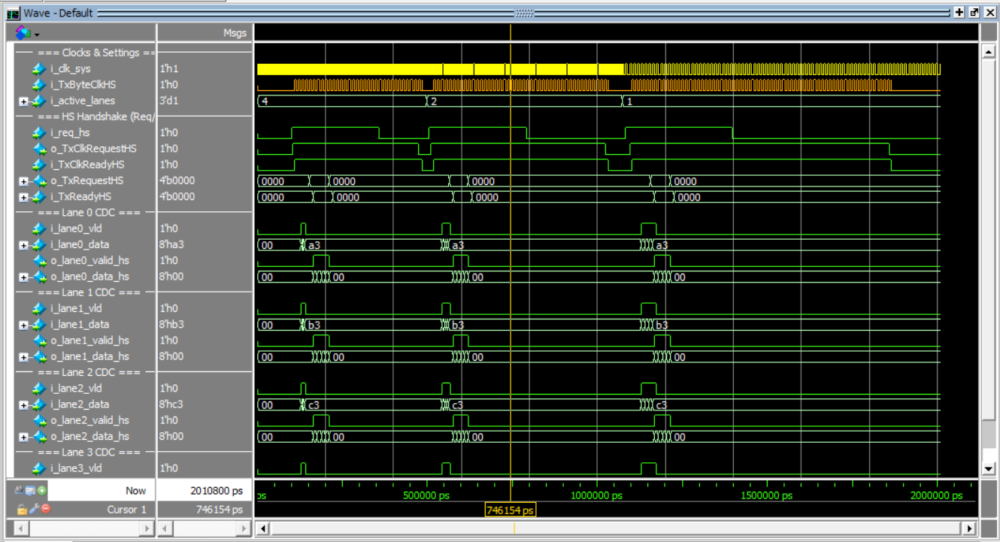 Wave - Default
Msgs
=== Clocks & Settings ==
i_clk_sys 1'h1
i_TxByteClkHS 1'h0
i_active_lanes 3'd1 4 2 1
=== HS Handshake (Req/
i_req_hs 1'h0
o_TxClkRequestHS 1'h0
i_TxClkReadyHS 1'h0
o_TxRequestHS 4'b0000 0000 0000 0000 0000
i_TxReadyHS 4'b0000 0000 0000 0000 0000
=== Lane 0 CDC ===
i_lane0_vld 1'h0
i_lane0_data 8'ha3 00 a3 a3 a3
o_lane0_valid_hs 1'h0
o_lane0_data_hs 8'h00 00 00 00 00
=== Lane 1 CDC ===
i_lane1_vld 1'h0
i_lane1_data 8'hb3 00 b3 b3 b3
o_lane1_valid_hs 1'h0
o_lane1_data_hs 8'h00 00 00 00 00
=== Lane 2 CDC ===
i_lane2_vld 1'h0
i_lane2_data 8'hc3 00 c3 c3 c3
o_lane2_valid_hs 1'h0
o_lane2_data_hs 8'h00 00 00 00 00
=== Lane 3 CDC ===
i_lane3_vld 1'h0
Now 2010800 ps ps 500000 ps 1000000 ps 1500000 ps 2000000 ps
Cursor 1 746154 ps 746154 ps